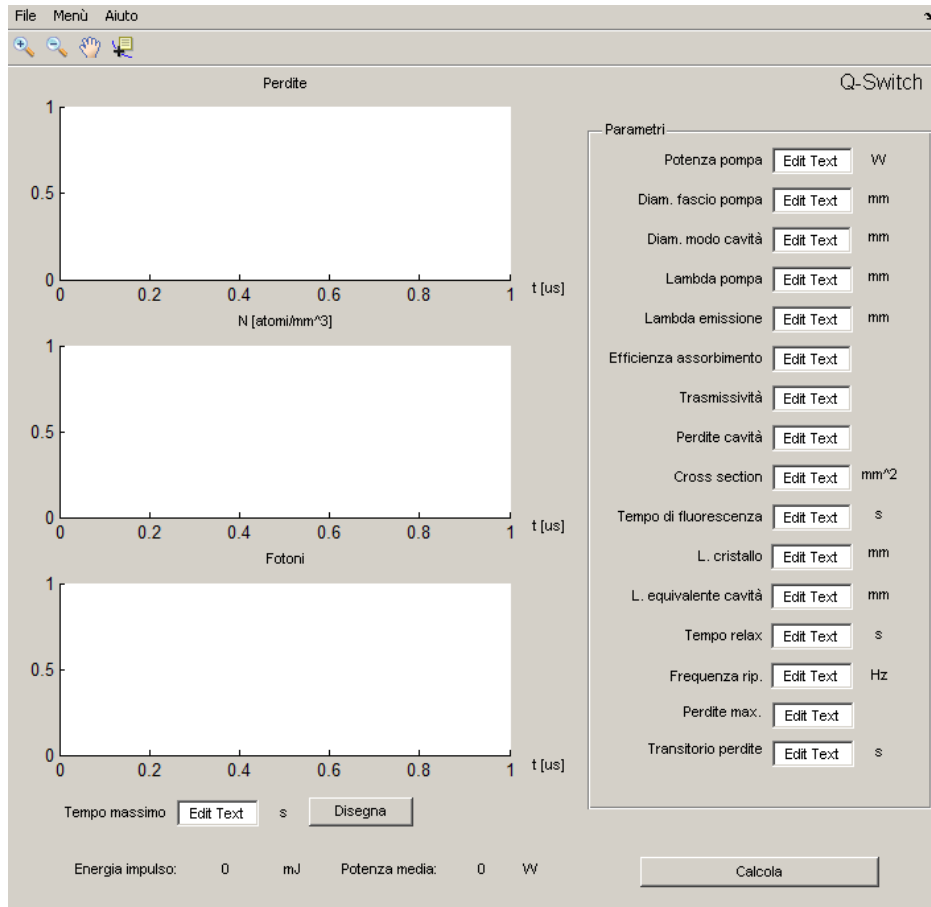 File Menù Aiuto
Q-Switch
Perdite
1
0.5
0
0 0.2 0.4 0.6 0.8 1 t [us]
N [atomi/mm^3]
1
0.5
0
0 0.2 0.4 0.6 0.8 1 t [us]
Fotoni
1
0.5
0
0 0.2 0.4 0.6 0.8 1 t [us]
Tempo massimo Edit Text s Disegna
Energia impulso: 0 mJ Potenza media: 0 W
Parametri
Potenza pompa Edit Text W
Diam. fascio pompa Edit Text mm
Diam. modo cavità Edit Text mm
Lambda pompa Edit Text mm
Lambda emissione Edit Text mm
Efficienza assorbimento Edit Text
Trasmissività Edit Text
Perdite cavità Edit Text
Cross section Edit Text mm^2
Tempo di fluorescenza Edit Text s
L. cristallo Edit Text mm
L. equivalente cavità Edit Text mm
Tempo relax Edit Text s
Frequenza rip. Edit Text Hz
Perdite max. Edit Text
Transitorio perdite Edit Text s
Calcola